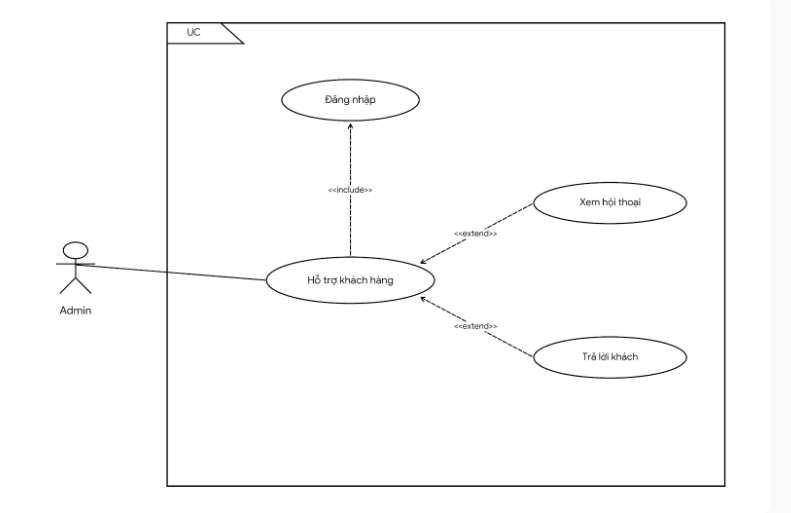 UC
Đăng nhập
<<include>>
Xem hội thoại
<<extend>>
Hỗ trợ khách hàng
Admin
<<extend>>
Trả lời khách